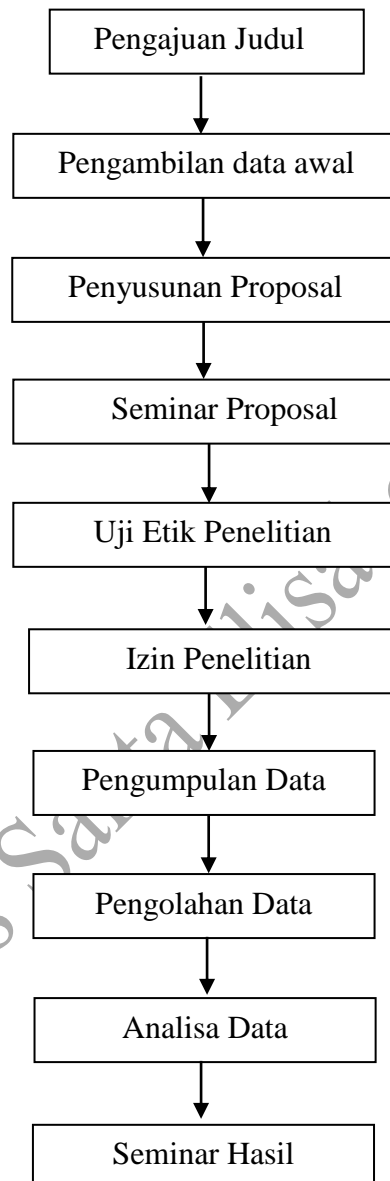 Pengajuan Judul
Pengambilan data awal
Penyusunan Proposal
Seminar Proposal
Uji Etik Penelitian
Izin Penelitian
Pengumpulan Data
Pengolahan Data
Analisa Data
Seminar Hasil